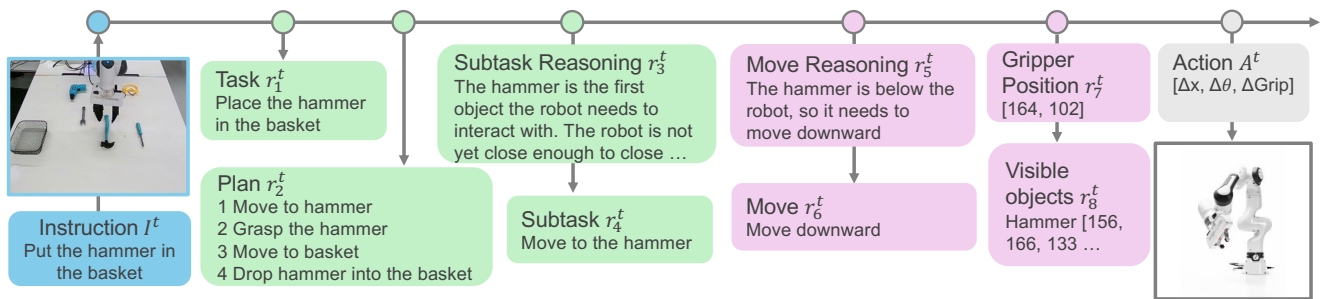 Instruction I^t
Put the hammer in
the basket
Task r_1^t
Place the hammer
in the basket
Plan r_2^t
1 Move to hammer
2 Grasp the hammer
3 Move to basket
4 Drop hammer into the basket
Subtask Reasoning r_3^t
The hammer is the first
object the robot needs to
interact with. The robot is not
yet close enough to close ...
Subtask r_4^t
Move to the hammer
Move Reasoning r_5^t
The hammer is below the
robot, so it needs to
move downward
Move r_6^t
Move downward
Gripper
Position r_7^t
[164, 102]
Visible
objects r_8^t
Hammer [156,
166, 133 ...
Action A^t
[Δx, Δθ, ΔGrip]